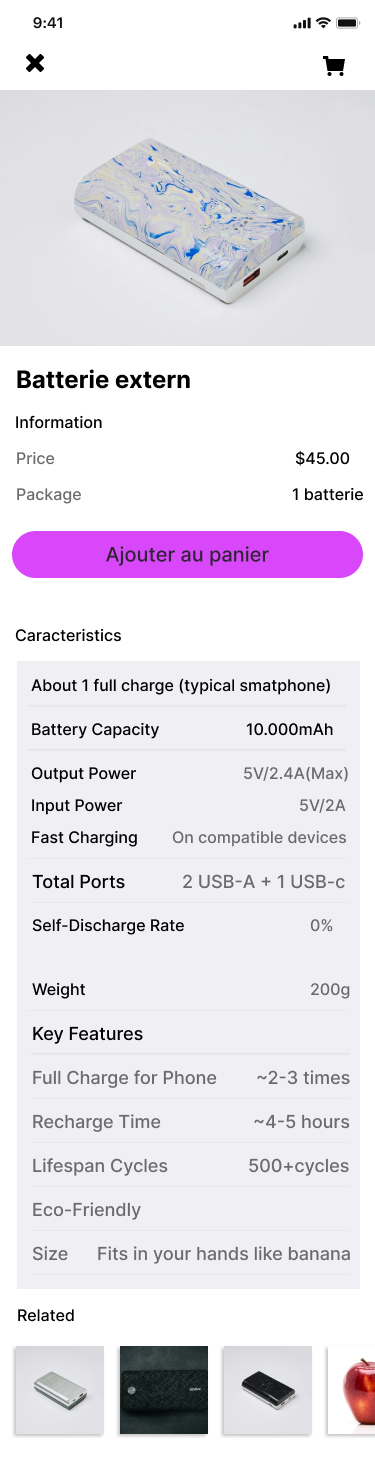 9:41
Batterie extern
Information
Price $45.00
Package 1 batterie
Ajouter au panier
Caracteristics
About 1 full charge (typical smatphone)
Battery Capacity 10.000mAh
Output Power 5V/2.4A(Max)
Input Power 5V/2A
Fast Charging On compatible devices
Total Ports 2 USB-A + 1 USB-c
Self-Discharge Rate 0%
Weight 200g
Key Features
Full Charge for Phone ~2-3 times
Recharge Time ~4-5 hours
Lifespan Cycles 500+cycles
Eco-Friendly
Size Fits in your hands like banana
Related